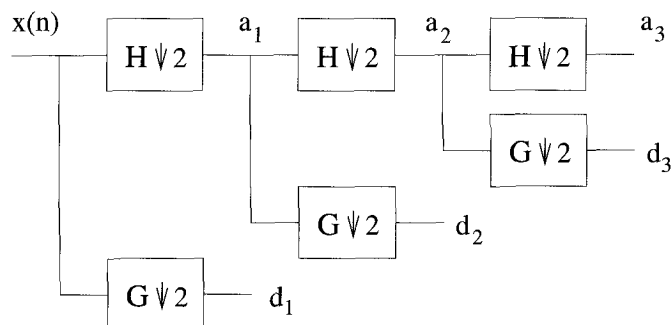 x(n) a₁ a₂ a₃
H↓2 H↓2 H↓2
G↓2 d₃
G↓2 d₂
G↓2 d₁